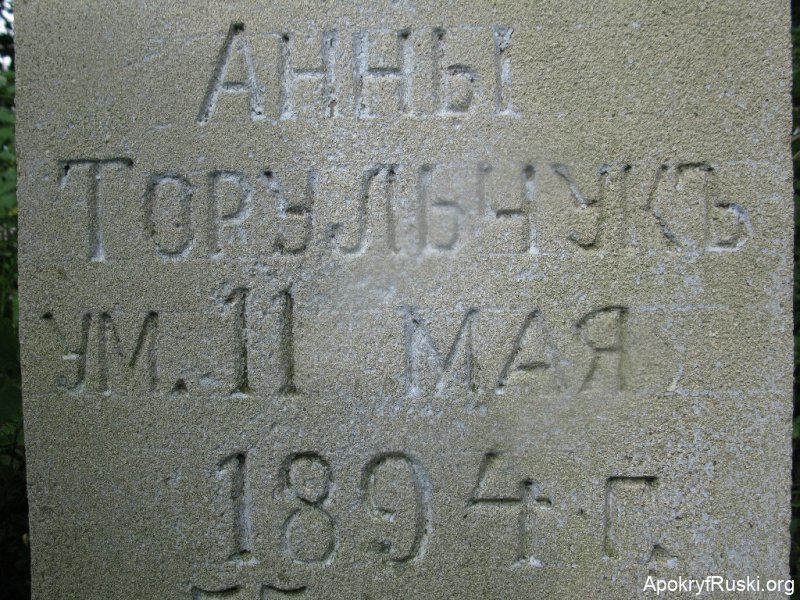 АННЫ
ТОРУЛЬЧУКЪ
УМ. 11 МАЯ
1894 Г.
ApokryfRuski.org